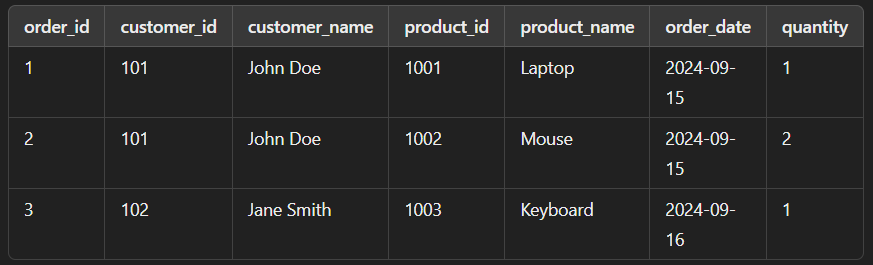 order_id customer_id customer_name product_id product_name order_date quantity
1 101 John Doe 1001 Laptop 2024-09- 1
15
2 101 John Doe 1002 Mouse 2024-09- 2
15
3 102 Jane Smith 1003 Keyboard 2024-09- 1
16